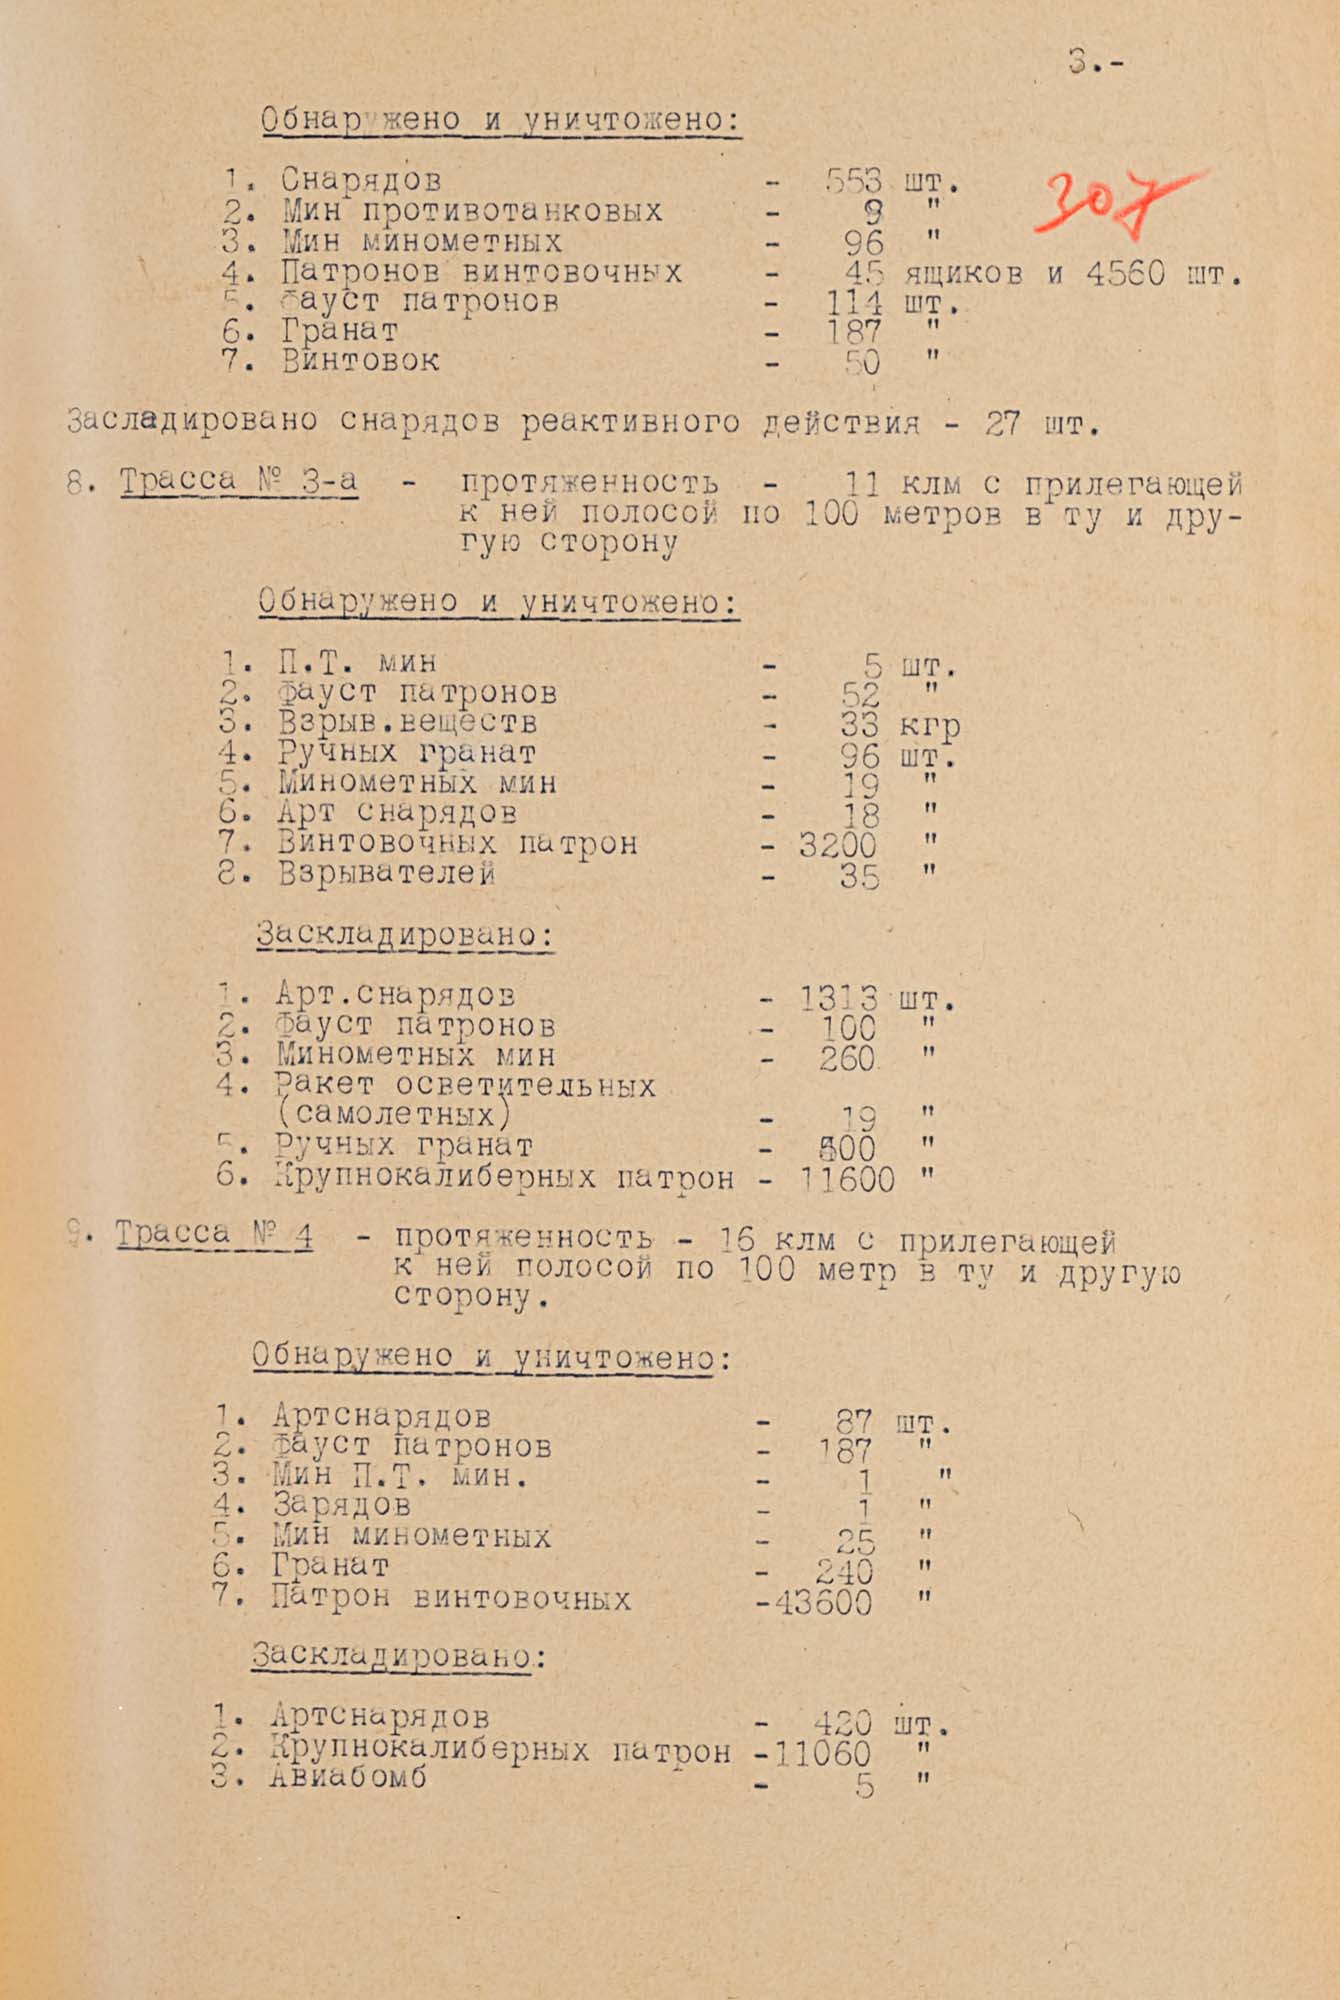 3.-
Обнаружено и уничтожено:
307
1. Снарядов - 553 шт.
2. Мин противотанковых - 9 "
3. Мин минометных - 96 "
4. Патронов винтовочных - 45 ящиков и 4560 шт.
5. Фауст патронов - 114 шт.
6. Гранат - 187 "
7. Винтовок - 50 "
Засладировано снарядов реактивного действия - 27 шт.
8. Трасса № 3-а - протяженность - 11 клм с прилегающей
к ней полосой по 100 метров в ту и дру-
гую сторону
Обнаружено и уничтожено:
1. П.Т. мин - 5 шт.
2. Фауст патронов - 52 "
3. Взрыв.веществ - 33 кгр
4. Ручных гранат - 96 шт.
5. Минометных мин - 19 "
6. Арт снарядов - 18 "
7. Винтовочных патрон - 3200 "
8. Взрывателей - 35 "
Заскладировано:
1. Арт.снарядов - 1313 шт.
2. Фауст патронов - 100 "
3. Минометных мин - 260 "
4. Ракет осветительных
(самолетных) - 19 "
5. Ручных гранат - "
6. Крупнокалиберных патрон - 11600 "
9. Трасса № 4 - протяженность - 16 клм с прилегающей
к ней полосой по 100 метр в ту и другую
сторону.
Обнаружено и уничтожено:
1. Артснарядов - 87 шт.
2. Фауст патронов - 187 "
3. Мин П.Т. мин. - 1 "
4. Зарядов - 1 "
5. Мин минометных - 25 "
6. Гранат - 240 "
7. Патрон винтовочных -43600 "
Заскладировано:
1. Артснарядов - 420 шт.
2. Крупнокалиберных патрон -11060 "
3. Авиабомб - 5 "